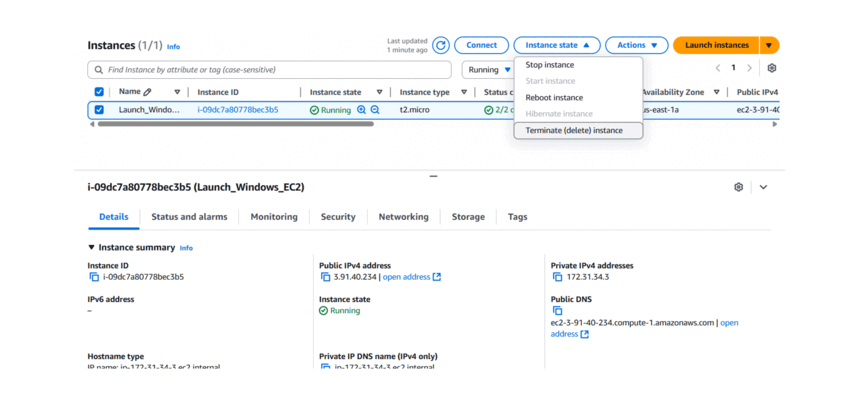 Instances (1/1) Info
Last updated
1 minute ago
Connect
Instance state
Actions
Launch instances
Find Instance by attribute or tag (case-sensitive)
Running
1
Stop instance
Start instance
Reboot instance
Hibernate instance
Terminate (delete) instance
Name
Instance ID
Instance state
Instance type
Status c
Availability Zone
Public IPv4
Launch_Windo...
i-09dc7a80778bec3b5
Running
t2.micro
2/2 c
us-east-1a
ec2-3-91-40
i-09dc7a80778bec3b5 (Launch_Windows_EC2)
Details
Status and alarms
Monitoring
Security
Networking
Storage
Tags
Instance summary Info
Instance ID
i-09dc7a80778bec3b5
Public IPv4 address
3.91.40.234 | open address
Private IPv4 addresses
172.31.34.3
IPv6 address
–
Instance state
Running
Public DNS
ec2-3-91-40-234.compute-1.amazonaws.com | open
address
Hostname type
IP name: ip-172-31-34-3.ec2.internal
Private IP DNS name (IPv4 only)
ip-172-31-34-3.ec2.internal